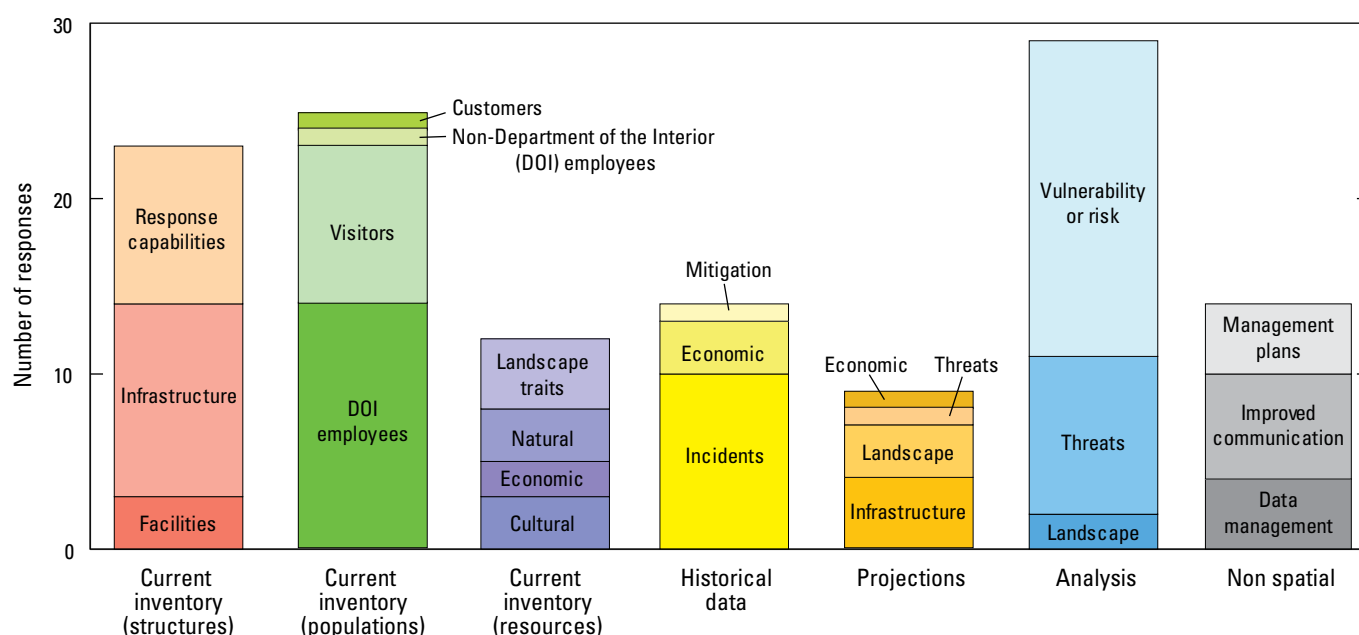 Number of responses
30
20
10
0
Response
capabilities
Infrastructure
Facilities
Current
inventory
(structures)
Customers
Non-Department of the Interior
(DOI) employees
Visitors
DOI
employees
Current
inventory
(populations)
Landscape
traits
Natural
Economic
Cultural
Current
inventory
(resources)
Mitigation
Economic
Incidents
Historical
data
Economic
Threats
Landscape
Infrastructure
Projections
Vulnerability
or risk
Threats
Landscape
Analysis
Management
plans
Improved
communication
Data
management
Non spatial